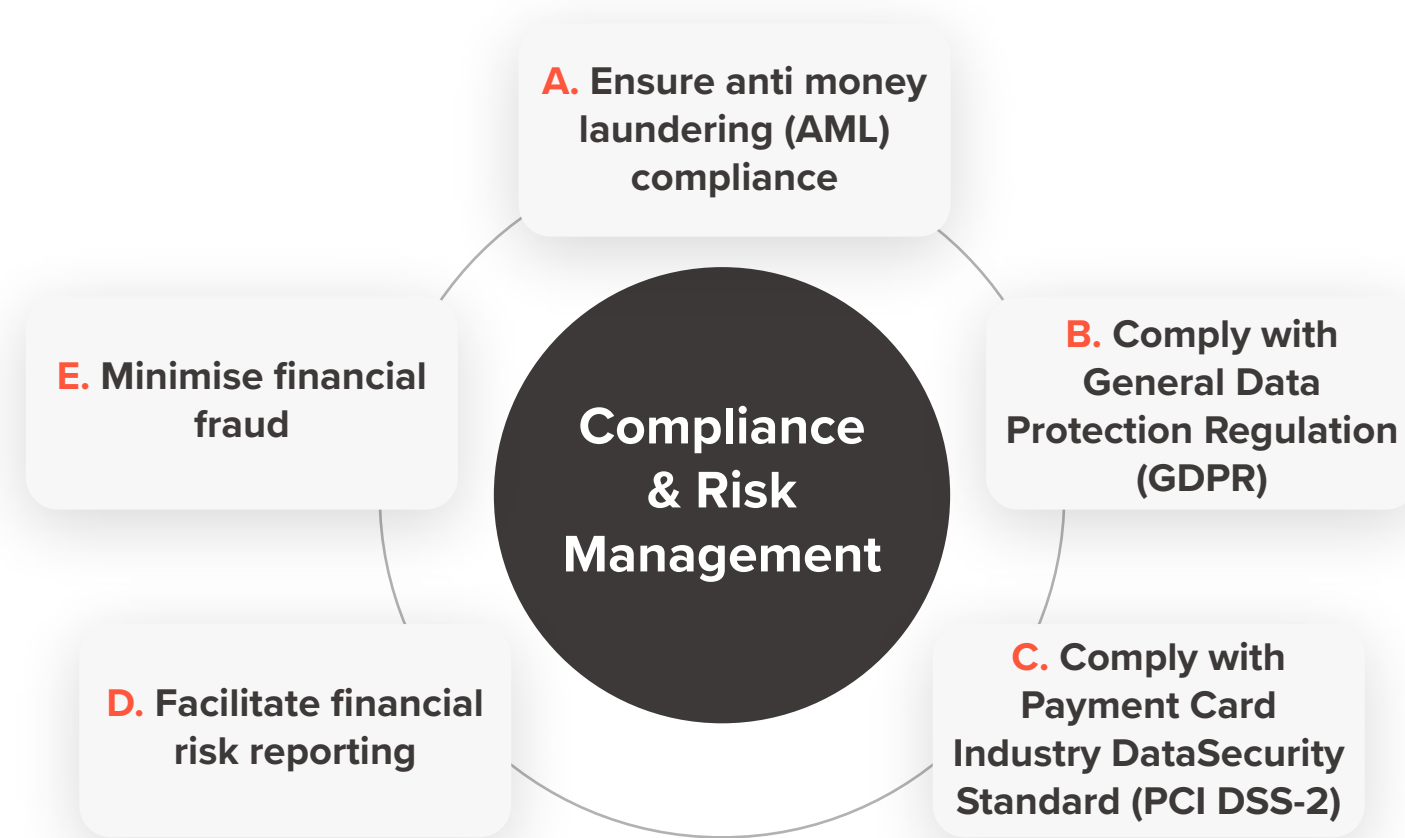 A. Ensure anti money
laundering (AML)
compliance
B. Comply with
General Data
Protection Regulation
(GDPR)
C. Comply with
Payment Card
Industry DataSecurity
Standard (PCI DSS-2)
D. Facilitate financial
risk reporting
E. Minimise financial
fraud
Compliance
& Risk
Management